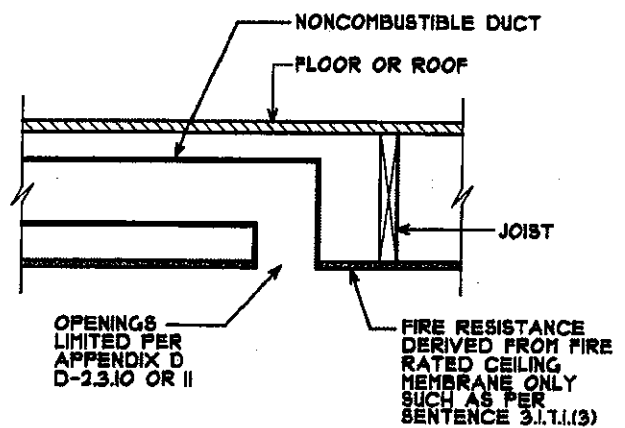 NONCOMBUSTIBLE DUCT
FLOOR OR ROOF
JOIST
OPENINGS
LIMITED PER
APPENDIX D
D-2.3.10 OR 11
FIRE RESISTANCE
DERIVED FROM FIRE
RATED CEILING
MEMBRANE ONLY
SUCH AS PER
SENTENCE 3.1.7.1.(3)